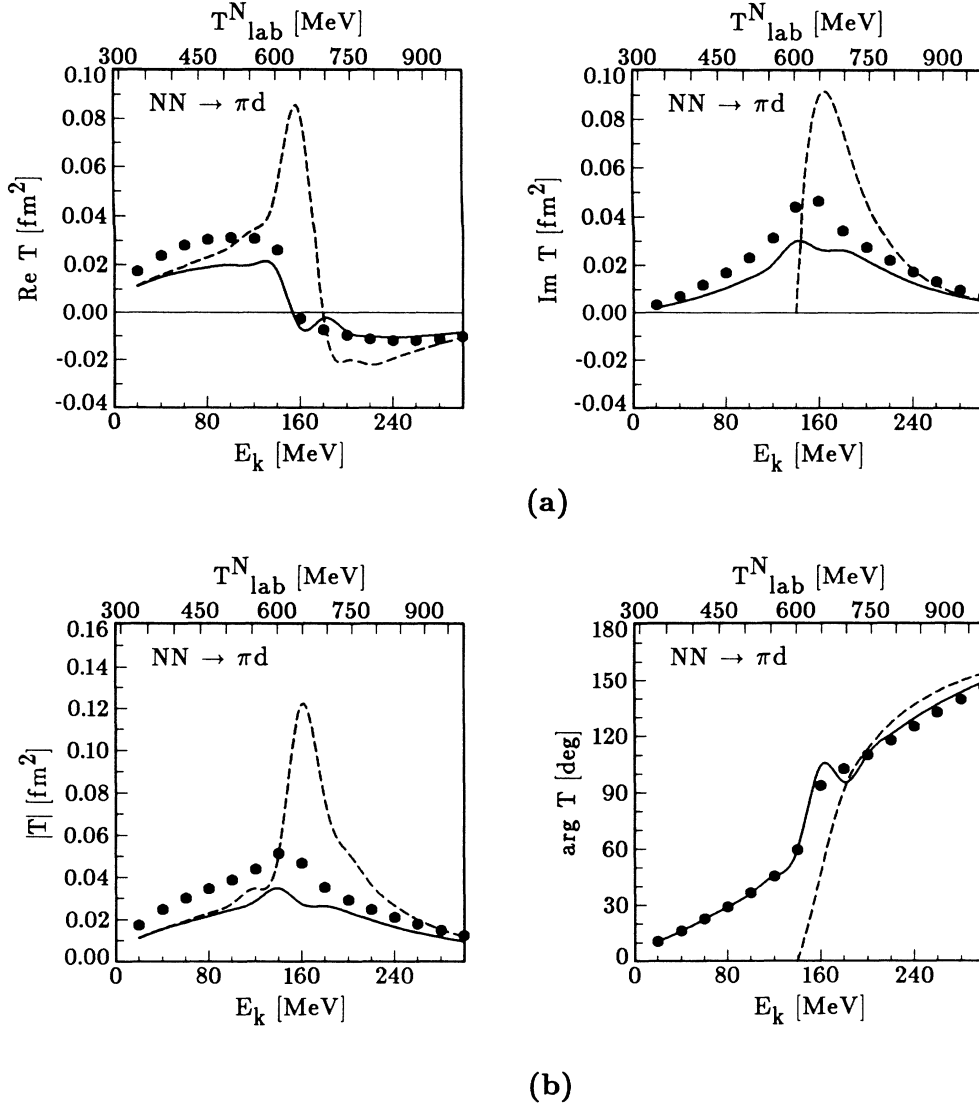 T^N_lab [MeV]
300 450 600 750 900
0.10
0.08
0.06
0.04
0.02
0.00
-0.02
-0.04
Re T [fm²]
NN → πd
0 80 160 240
E_k [MeV]
T^N_lab [MeV]
300 450 600 750 900
0.10
0.08
0.06
0.04
0.02
0.00
-0.02
-0.04
Im T [fm²]
NN → πd
0 80 160 240
E_k [MeV]
(a)
T^N_lab [MeV]
300 450 600 750 900
0.16
0.14
0.12
0.10
0.08
0.06
0.04
0.02
0.00
|T| [fm²]
NN → πd
0 80 160 240
E_k [MeV]
T^N_lab [MeV]
300 450 600 750 900
180
150
120
90
60
30
0
arg T [deg]
NN → πd
0 80 160 240
E_k [MeV]
(b)